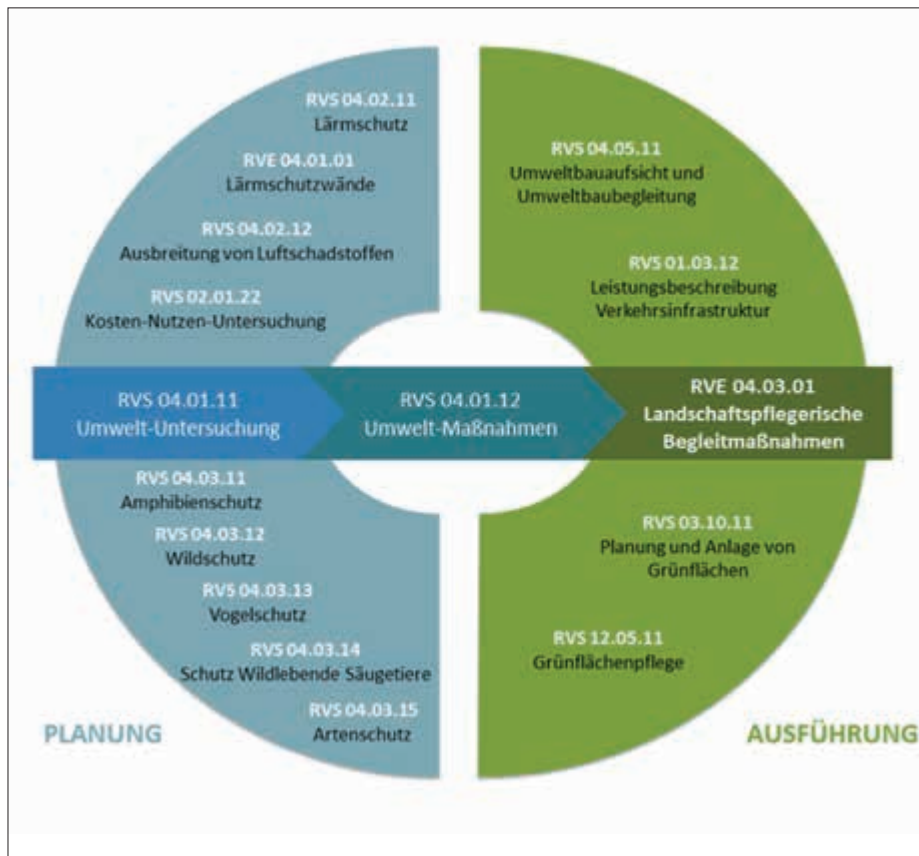 RVS 04.02.11
Lärmschutz
RVE 04.01.01
Lärmschutzwände
RVS 04.02.12
Ausbreitung von Luftschadstoffen
RVS 02.01.22
Kosten-Nutzen-Untersuchung
RVS 04.05.11
Umweltbauaufsicht und
Umweltbaubegleitung
RVS 01.03.12
Leistungsbeschreibung
Verkehrsinfrastruktur
RVS 04.01.11
Umwelt-Untersuchung
RVS 04.01.12
Umwelt-Maßnahmen
RVE 04.03.01
Landschaftspflegerische
Begleitmaßnahmen
RVS 04.03.11
Amphibienschutz
RVS 04.03.12
Wildschutz
RVS 04.03.13
Vogelschutz
RVS 04.03.14
Schutz Wildlebende Säugetiere
RVS 04.03.15
Artenschutz
PLANUNG
RVS 03.10.11
Planung und Anlage von
Grünflächen
RVS 12.05.11
Grünflächenpflege
AUSFÜHRUNG